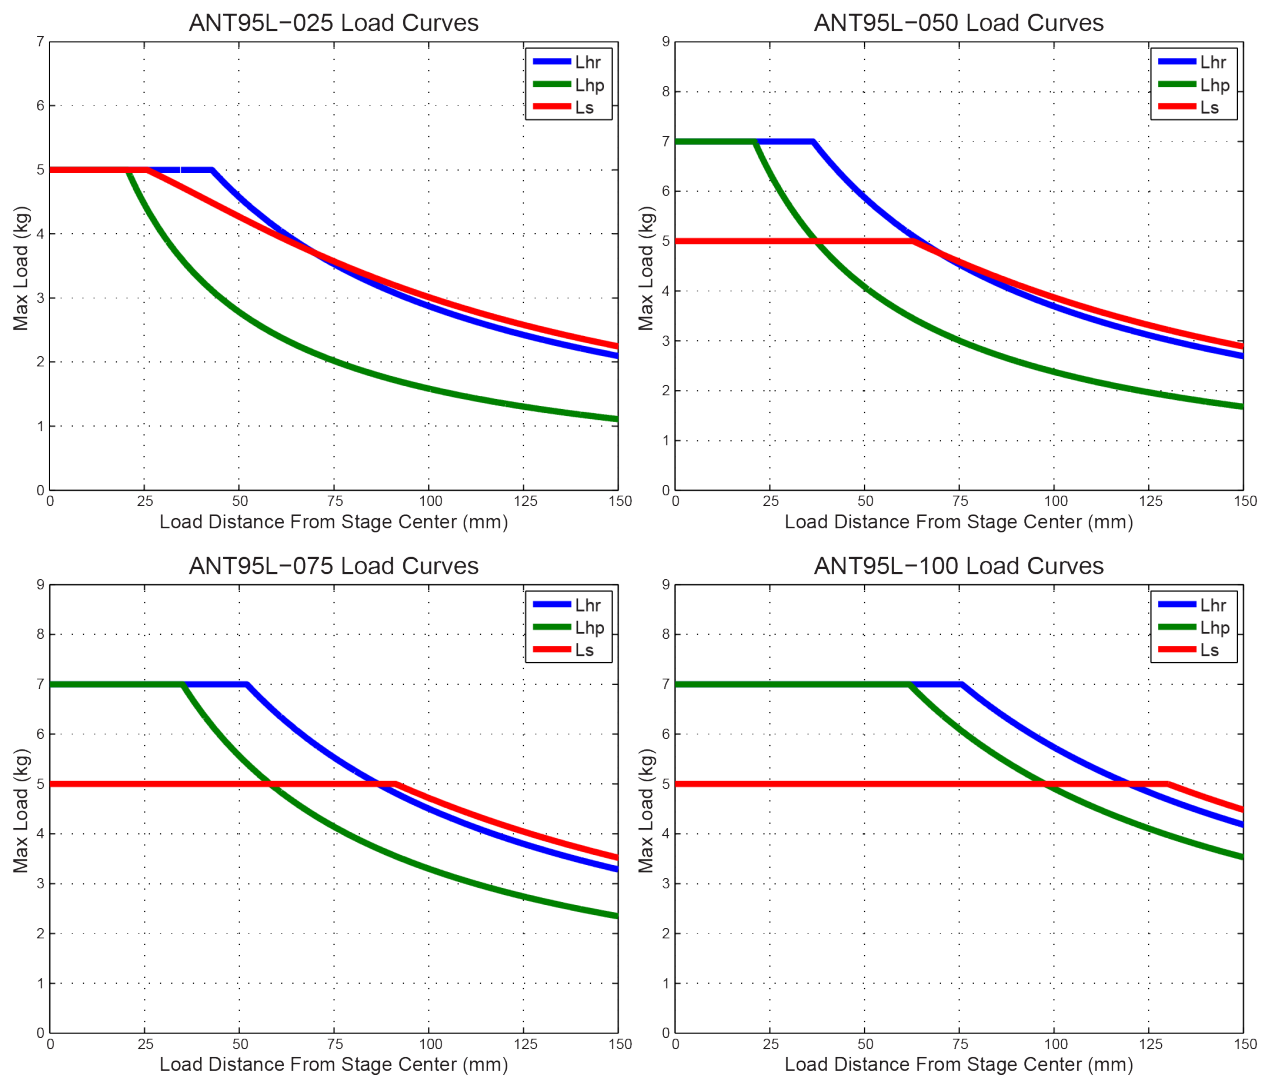 ANT95L−025 Load Curves
7
6
5
4
3
2
1
0
0 25 50 75 100 125 150
Max Load (kg)
Load Distance From Stage Center (mm)
Lhr
Lhp
Ls
ANT95L−050 Load Curves
9
8
7
6
5
4
3
2
1
0
0 25 50 75 100 125 150
Max Load (kg)
Load Distance From Stage Center (mm)
Lhr
Lhp
Ls
ANT95L−075 Load Curves
9
8
7
6
5
4
3
2
1
0
0 25 50 75 100 125 150
Max Load (kg)
Load Distance From Stage Center (mm)
Lhr
Lhp
Ls
ANT95L−100 Load Curves
9
8
7
6
5
4
3
2
1
0
0 25 50 75 100 125 150
Max Load (kg)
Load Distance From Stage Center (mm)
Lhr
Lhp
Ls